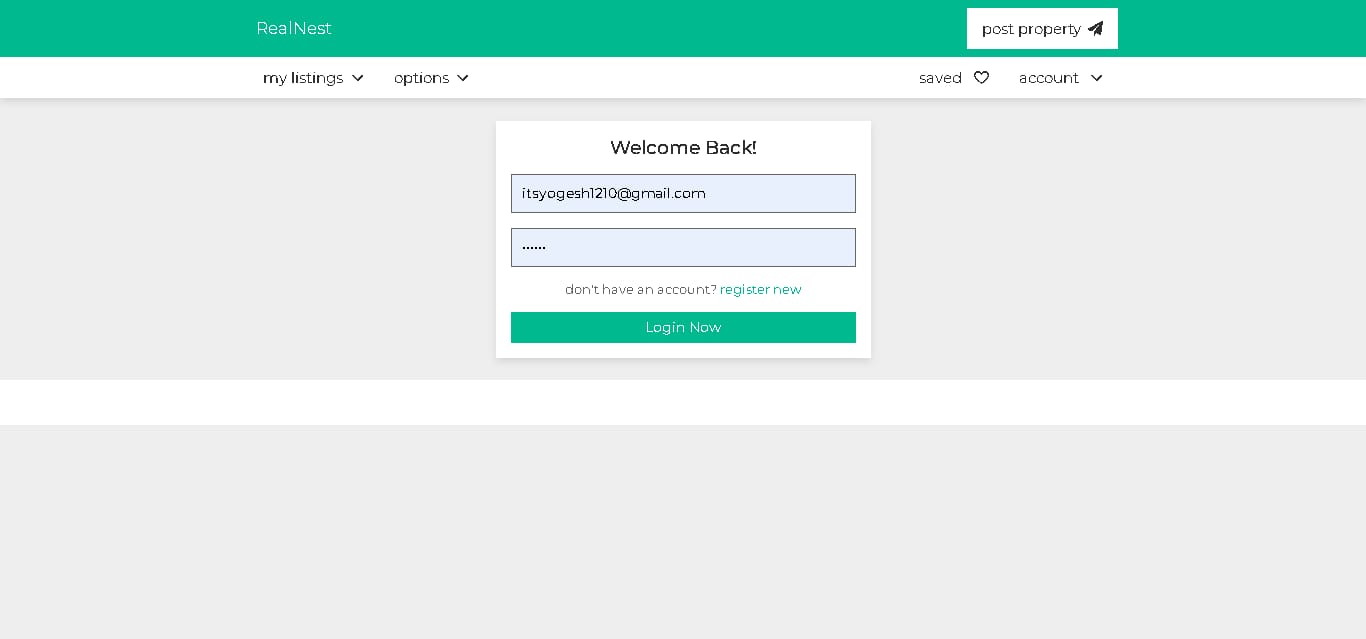 RealNest
post property
my listings
options
saved
account
Welcome Back!
itsyogesh1210@gmail.com
••••••
don't have an account? register new
Login Now